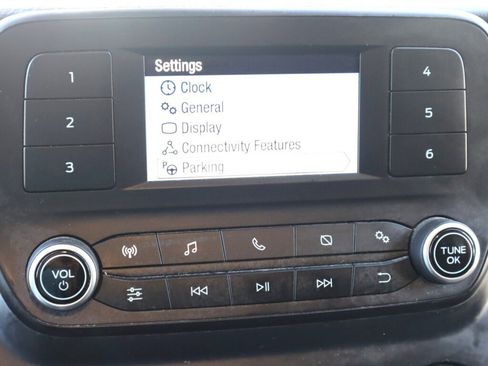 Settings
Clock
General
Display
Connectivity Features
P Parking
1
2
3
4
5
6
VOL
TUNE
OK